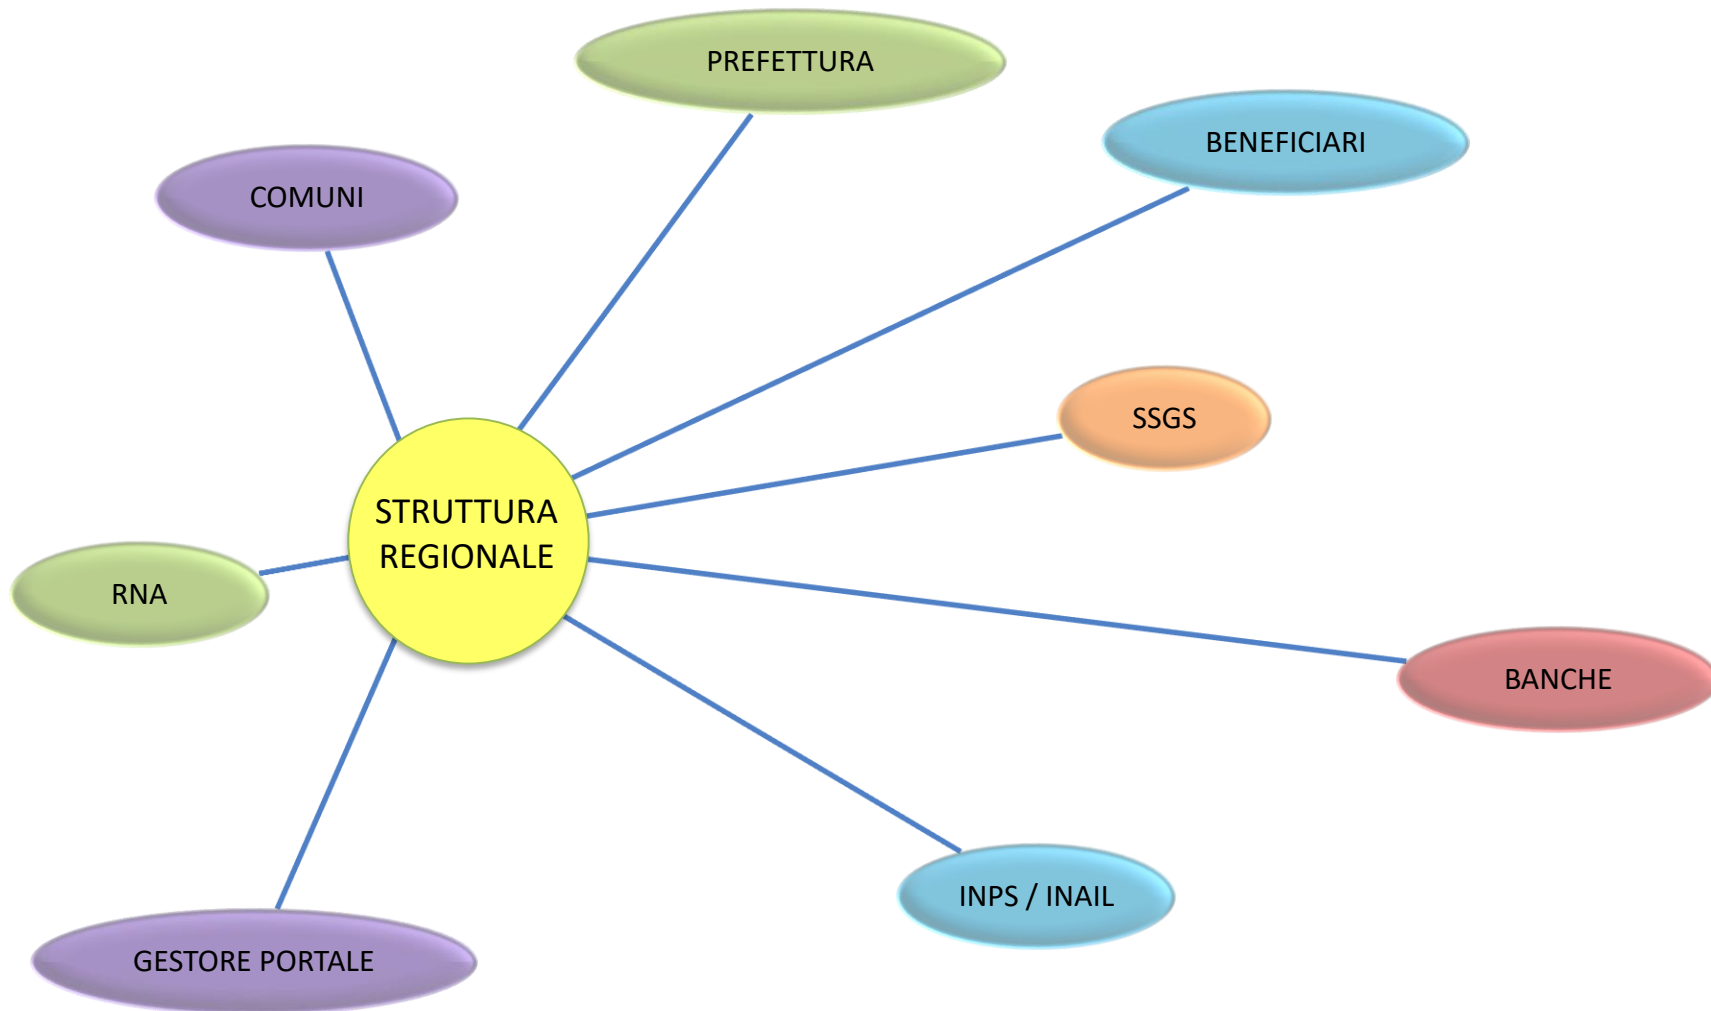 PREFETTURA
BENEFICIARI
COMUNI
SSGS
STRUTTURA
REGIONALE
RNA
BANCHE
INPS / INAIL
GESTORE PORTALE